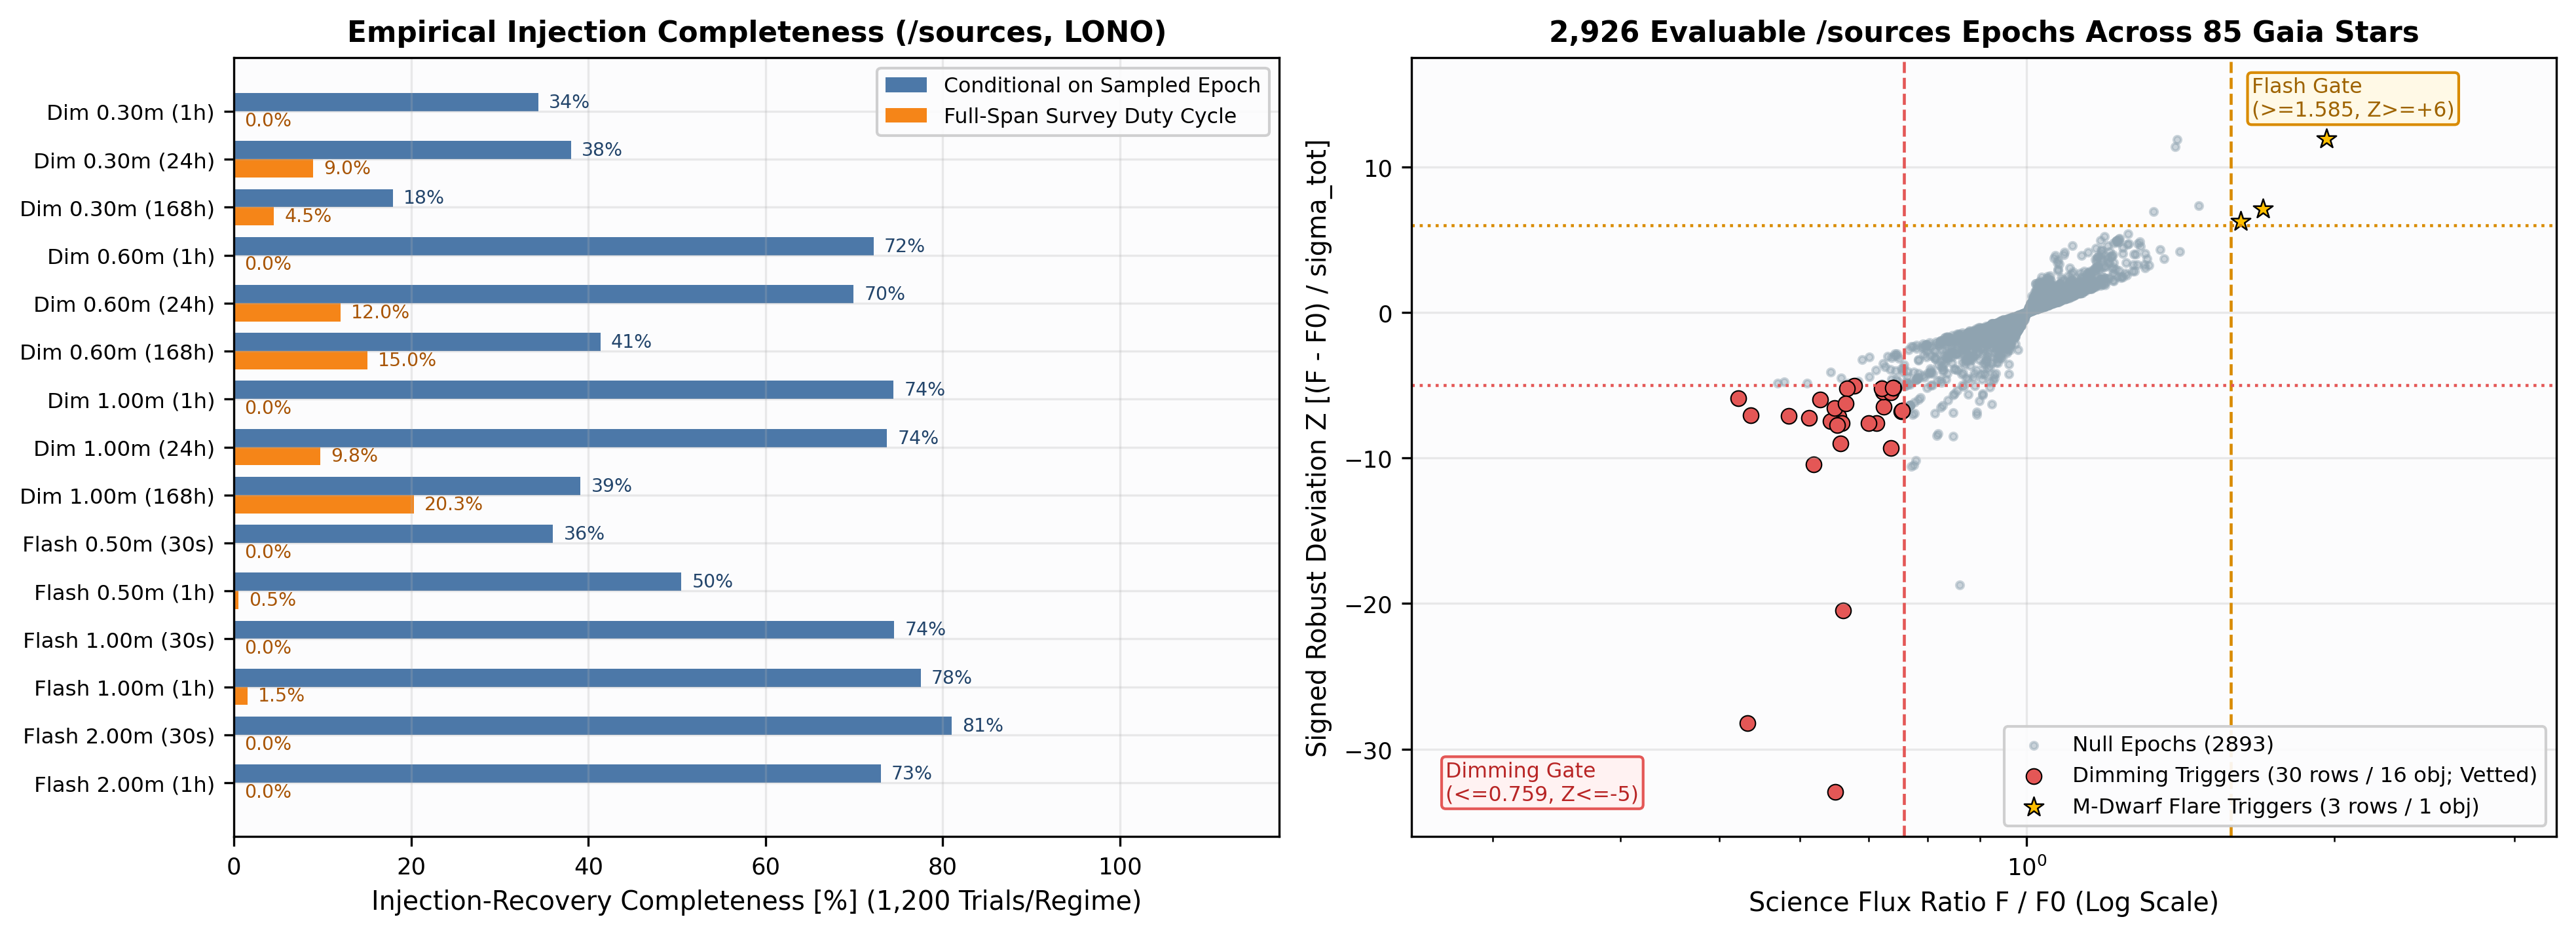 Empirical Injection Completeness (/sources, LONO)
Conditional on Sampled Epoch
Full-Span Survey Duty Cycle
Dim 0.30m (1h)
34%
0.0%
Dim 0.30m (24h)
38%
9.0%
Dim 0.30m (168h)
18%
4.5%
Dim 0.60m (1h)
72%
0.0%
Dim 0.60m (24h)
70%
12.0%
Dim 0.60m (168h)
41%
15.0%
Dim 1.00m (1h)
74%
0.0%
Dim 1.00m (24h)
74%
9.8%
Dim 1.00m (168h)
39%
20.3%
Flash 0.50m (30s)
36%
0.0%
Flash 0.50m (1h)
50%
0.5%
Flash 1.00m (30s)
74%
0.0%
Flash 1.00m (1h)
78%
1.5%
Flash 2.00m (30s)
81%
0.0%
Flash 2.00m (1h)
73%
0.0%
0 20 40 60 80 100
Injection-Recovery Completeness [%] (1,200 Trials/Regime)
2,926 Evaluable /sources Epochs Across 85 Gaia Stars
Signed Robust Deviation Z [(F - F0) / sigma_tot]
10
0
−10
−20
−30
Flash Gate
(>=1.585, Z>=+6)
Dimming Gate
(<=0.759, Z<=-5)
Null Epochs (2893)
Dimming Triggers (30 rows / 16 obj; Vetted)
M-Dwarf Flare Triggers (3 rows / 1 obj)
10⁰
Science Flux Ratio F / F0 (Log Scale)